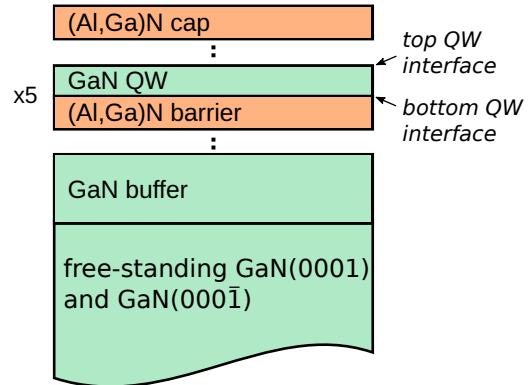 (Al,Ga)N cap
⋮
top QW
interface
GaN QW
x5
(Al,Ga)N barrier
bottom QW
interface
⋮
GaN buffer
free-standing GaN(0001)
and GaN(0001̄)